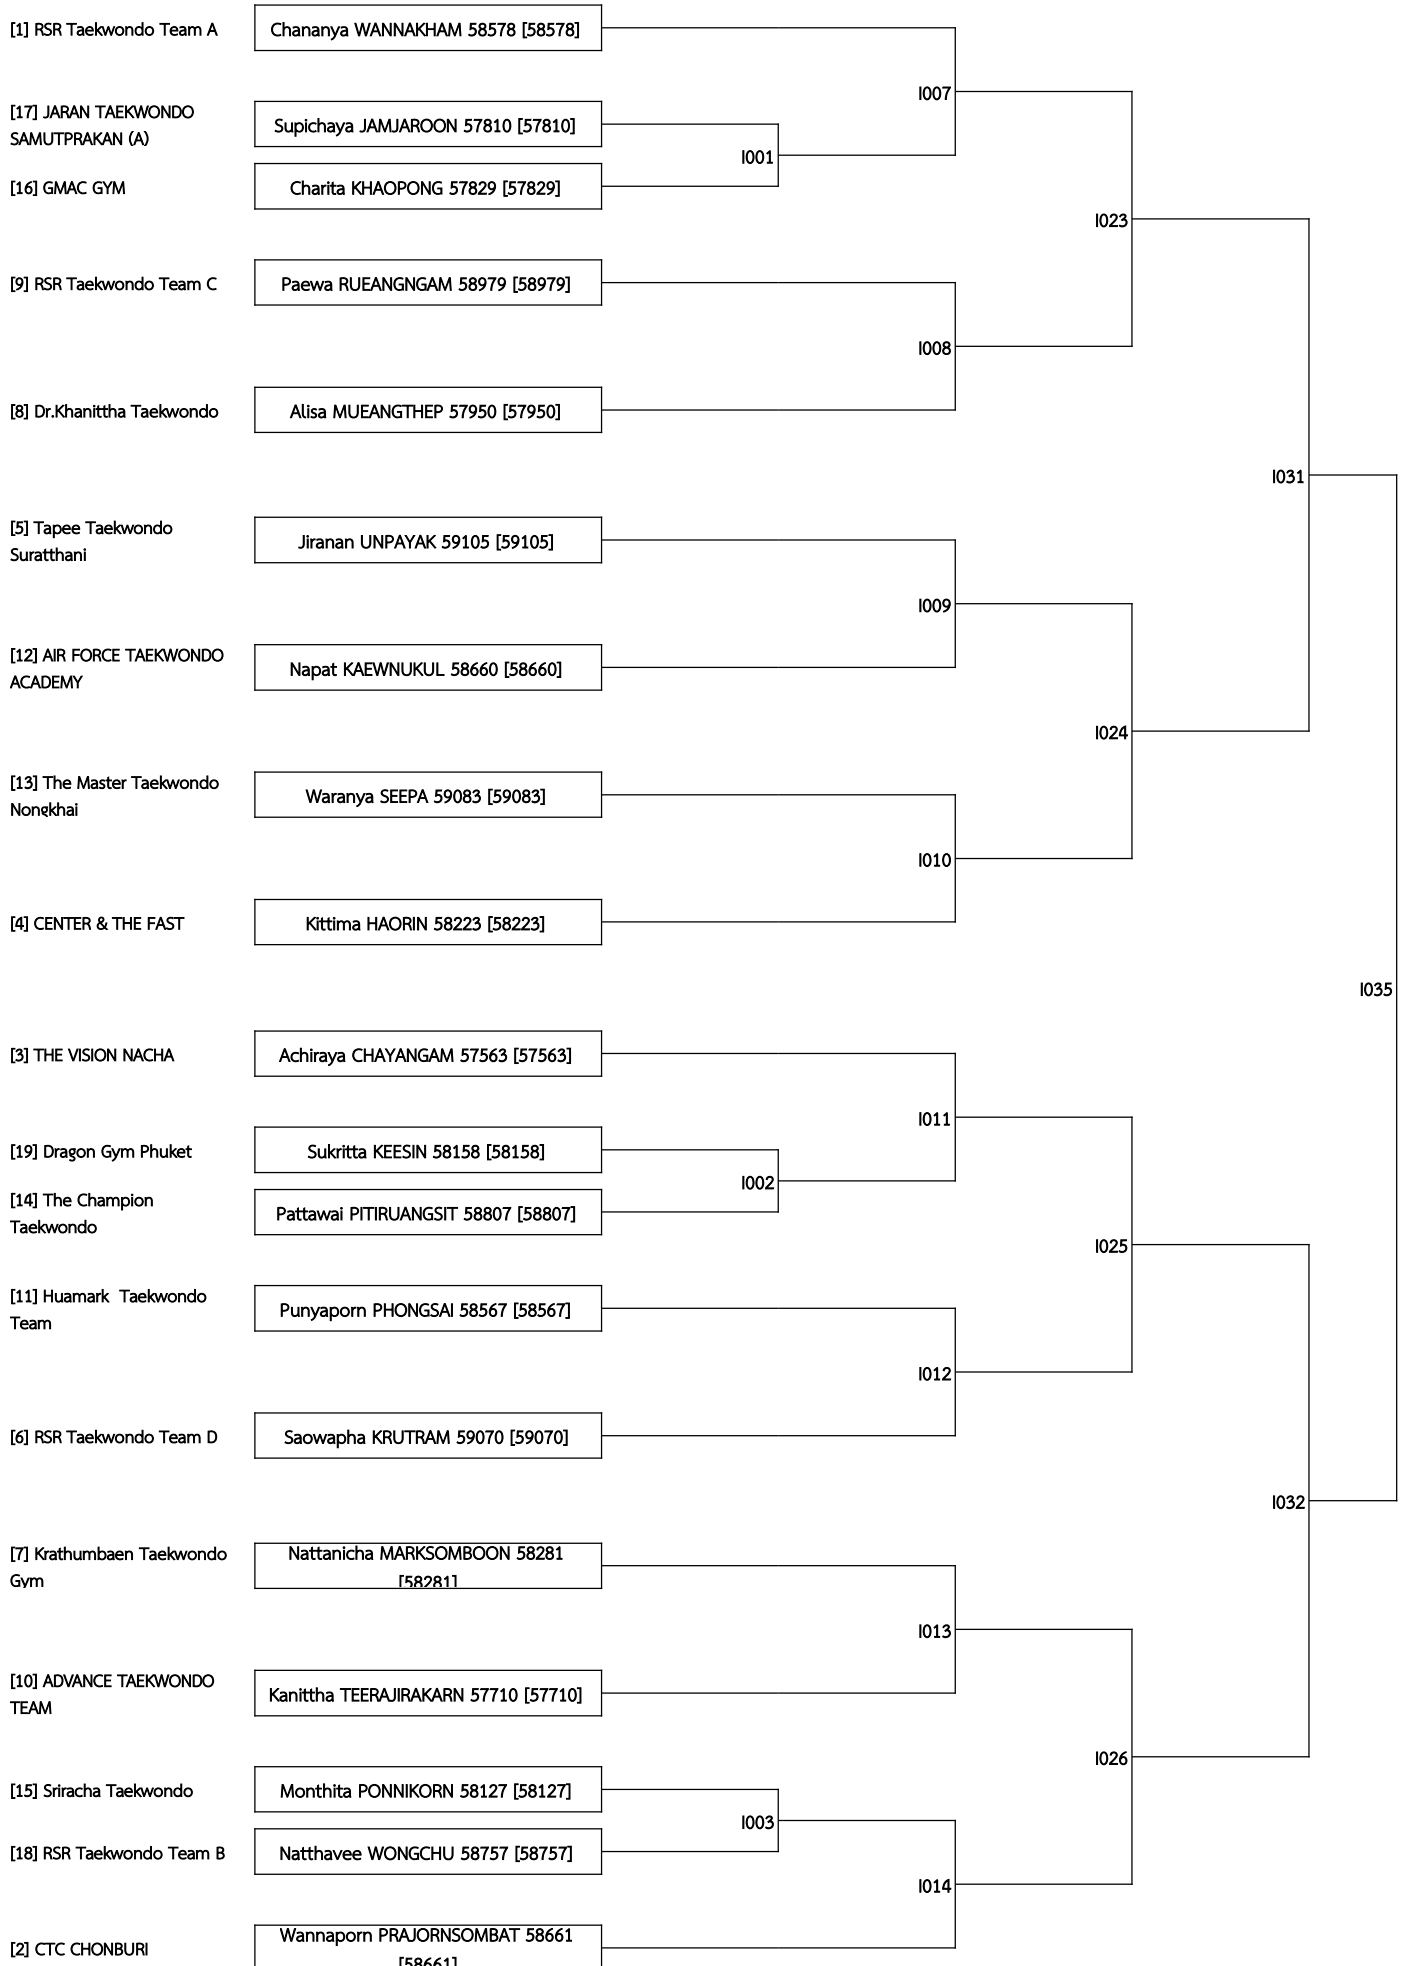 [1] RSR Taekwondo Team A
Chananya WANNAKHAM 58578 [58578]
I007
[17] JARAN TAEKWONDO
SAMUTPRAKAN (A)
Supichaya JAMJAROON 57810 [57810]
I001
[16] GMAC GYM
Charita KHAOPONG 57829 [57829]
I023
[9] RSR Taekwondo Team C
Paewa RUEANGNGAM 58979 [58979]
I008
[8] Dr.Khanittha Taekwondo
Alisa MUEANGTHEP 57950 [57950]
I031
[5] Tapee Taekwondo
Suratthani
Jiranan UNPAYAK 59105 [59105]
I009
[12] AIR FORCE TAEKWONDO
ACADEMY
Napat KAEWNUKUL 58660 [58660]
I024
[13] The Master Taekwondo
Nongkhai
Waranya SEEPA 59083 [59083]
I010
[4] CENTER & THE FAST
Kittima HAORIN 58223 [58223]
I035
[3] THE VISION NACHA
Achiraya CHAYANGAM 57563 [57563]
I011
[19] Dragon Gym Phuket
Sukritta KEESIN 58158 [58158]
I002
[14] The Champion
Taekwondo
Pattawai PITIRUANGSIT 58807 [58807]
I025
[11] Huamark  Taekwondo
Team
Punyaporn PHONGSAI 58567 [58567]
I012
[6] RSR Taekwondo Team D
Saowapha KRUTRAM 59070 [59070]
I032
[7] Krathumbaen Taekwondo
Gym
Nattanicha MARKSOMBOON 58281
[58281]
I013
[10] ADVANCE TAEKWONDO
TEAM
Kanittha TEERAJIRAKARN 57710 [57710]
I026
[15] Sriracha Taekwondo
Monthita PONNIKORN 58127 [58127]
I003
[18] RSR Taekwondo Team B
Natthavee WONGCHU 58757 [58757]
I014
[2] CTC CHONBURI
Wannaporn PRAJORNSOMBAT 58661
[58661]